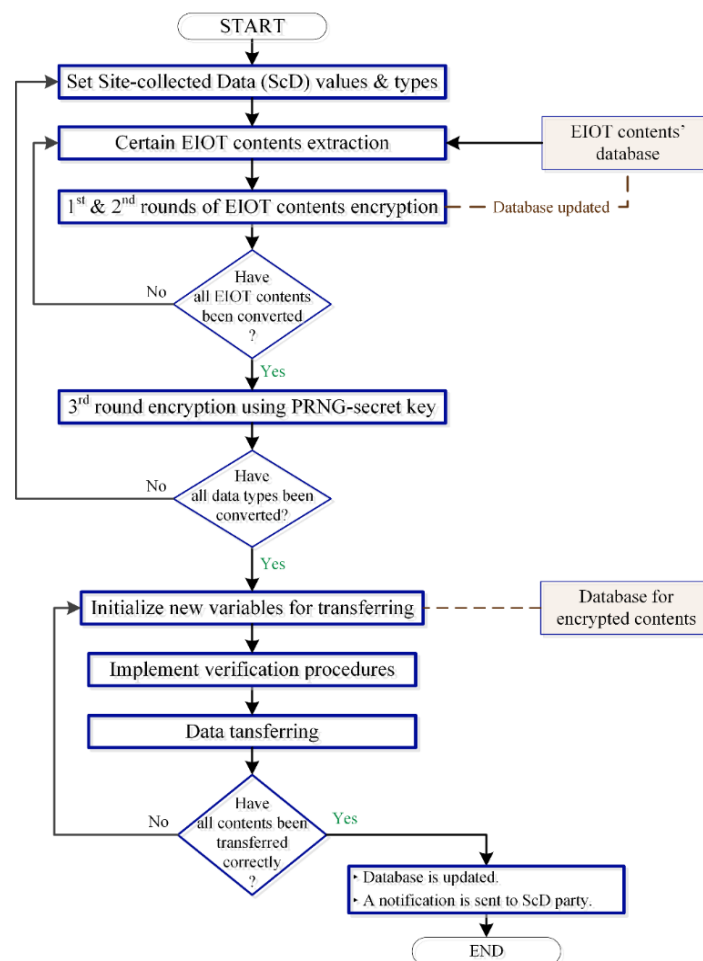 START
Set Site-collected Data (ScD) values & types
Certain EIOT contents extraction
EIOT contents’
database
1st & 2nd rounds of EIOT contents encryption
Database updated
Have
all EIOT contents
been converted
?
No
Yes
3rd round encryption using PRNG-secret key
Have
all data types been
converted?
No
Yes
Initialize new variables for transferring
Database for
encrypted contents
Implement verification procedures
Data tansferring
Have
all contents been
transferred
correctly
?
No
Yes
‣ Database is updated.
‣ A notification is sent to ScD party.
END